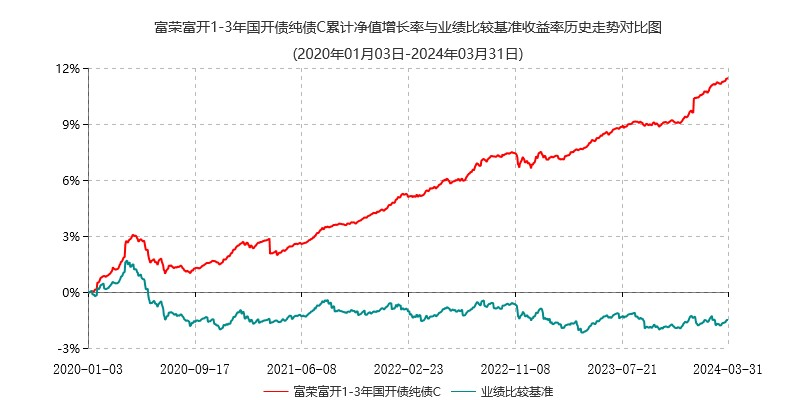 富荣富开1-3年国开债纯债C累计净值增长率与业绩比较基准收益率历史走势对比图
(2020年01月03日-2024年03月31日)
12%
9%
6%
3%
0%
-3%
2020-01-03 2020-09-17 2021-06-08 2022-02-23 2022-11-08 2023-07-21 2024-03-31
富荣富开1-3年国开债纯债C 业绩比较基准